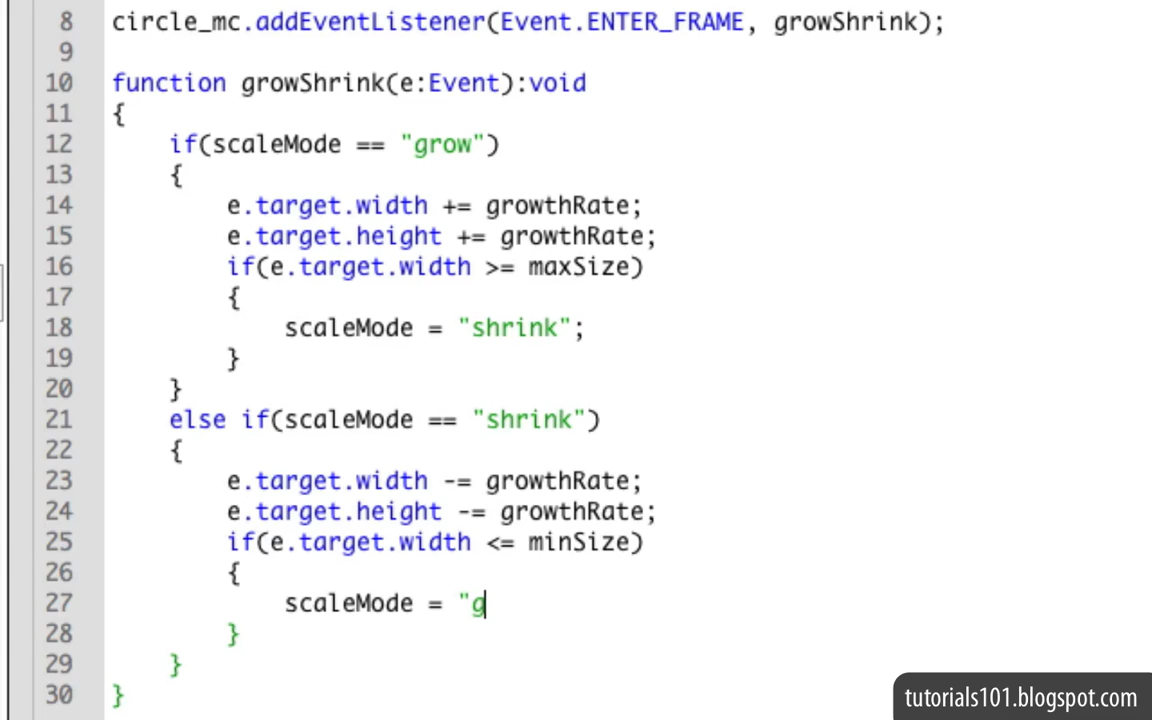 8 circle_mc.addEventListener(Event.ENTER_FRAME, growShrink);
9
10 function growShrink(e:Event):void
11 {
12 if(scaleMode == "grow")
13 {
14 e.target.width += growthRate;
15 e.target.height += growthRate;
16 if(e.target.width >= maxSize)
17 {
18 scaleMode = "shrink";
19 }
20 }
21 else if(scaleMode == "shrink")
22 {
23 e.target.width -= growthRate;
24 e.target.height -= growthRate;
25 if(e.target.width <= minSize)
26 {
27 scaleMode = "g
28 }
29 }
30 }
tutorials101.blogspot.com